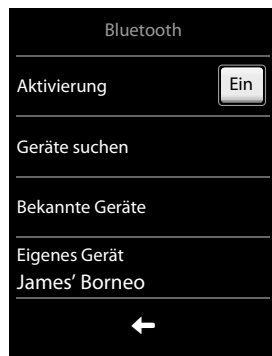 Bluetooth
Aktivierung Ein
Geräte suchen
Bekannte Geräte
Eigenes Gerät
James’ Borneo